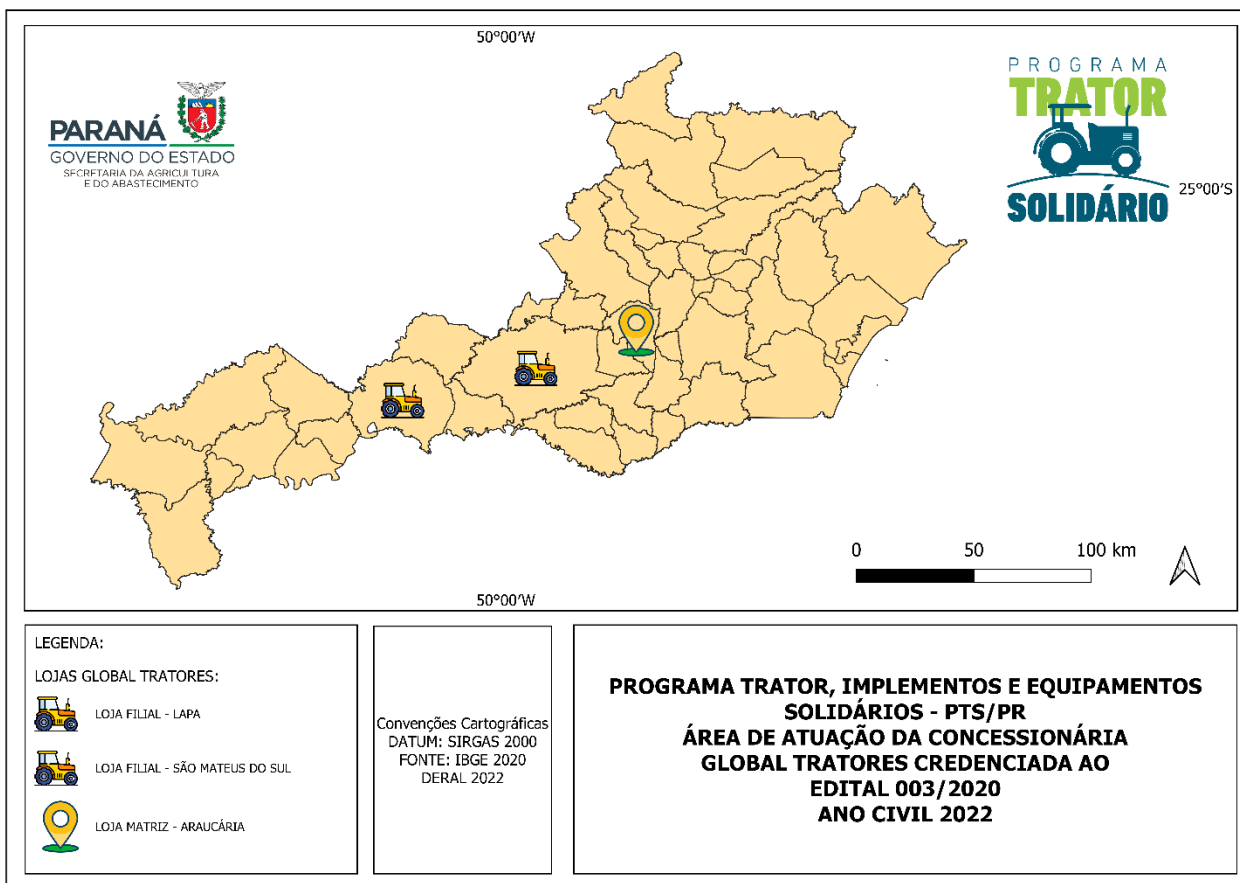 50°00'W
PARANÁ
GOVERNO DO ESTADO
SECRETARIA DA AGRICULTURA
E DO ABASTECIMENTO
PROGRAMA
TRATOR
SOLIDÁRIO
25°00'S
0 50 100 km
50°00'W
LEGENDA:
LOJAS GLOBAL TRATORES:
LOJA FILIAL - LAPA
LOJA FILIAL - SÃO MATEUS DO SUL
LOJA MATRIZ - ARAUCÁRIA
Convenções Cartográficas
DATUM: SIRGAS 2000
FONTE: IBGE 2020
DERAL 2022
PROGRAMA TRATOR, IMPLEMENTOS E EQUIPAMENTOS
SOLIDÁRIOS - PTS/PR
ÁREA DE ATUAÇÃO DA CONCESSIONÁRIA
GLOBAL TRATORES CREDENCIADA AO
EDITAL 003/2020
ANO CIVIL 2022